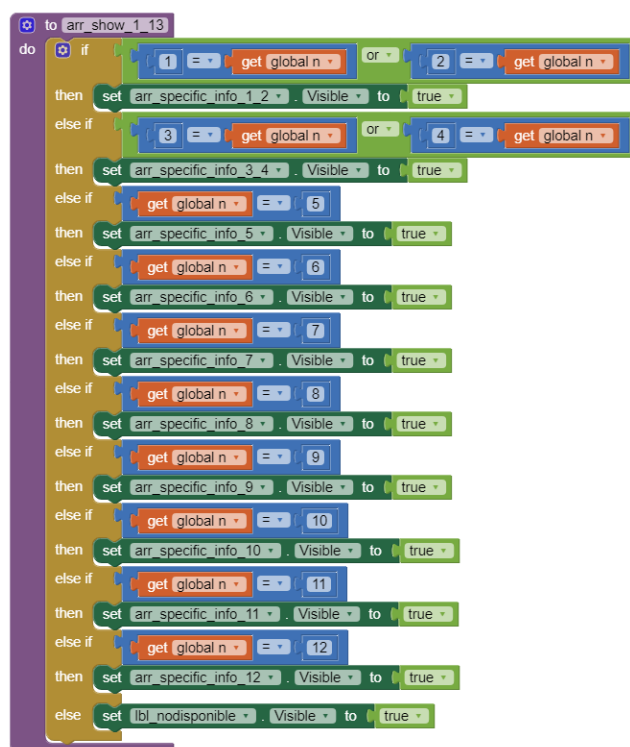 to arr_show_1_13
do if 1 = get global n or 2 = get global n
then set arr_specific_info_1_2 . Visible to true
else if 3 = get global n or 4 = get global n
then set arr_specific_info_3_4 . Visible to true
else if get global n = 5
then set arr_specific_info_5 . Visible to true
else if get global n = 6
then set arr_specific_info_6 . Visible to true
else if get global n = 7
then set arr_specific_info_7 . Visible to true
else if get global n = 8
then set arr_specific_info_8 . Visible to true
else if get global n = 9
then set arr_specific_info_9 . Visible to true
else if get global n = 10
then set arr_specific_info_10 . Visible to true
else if get global n = 11
then set arr_specific_info_11 . Visible to true
else if get global n = 12
then set arr_specific_info_12 . Visible to true
else set lbl_nodisponible . Visible to true